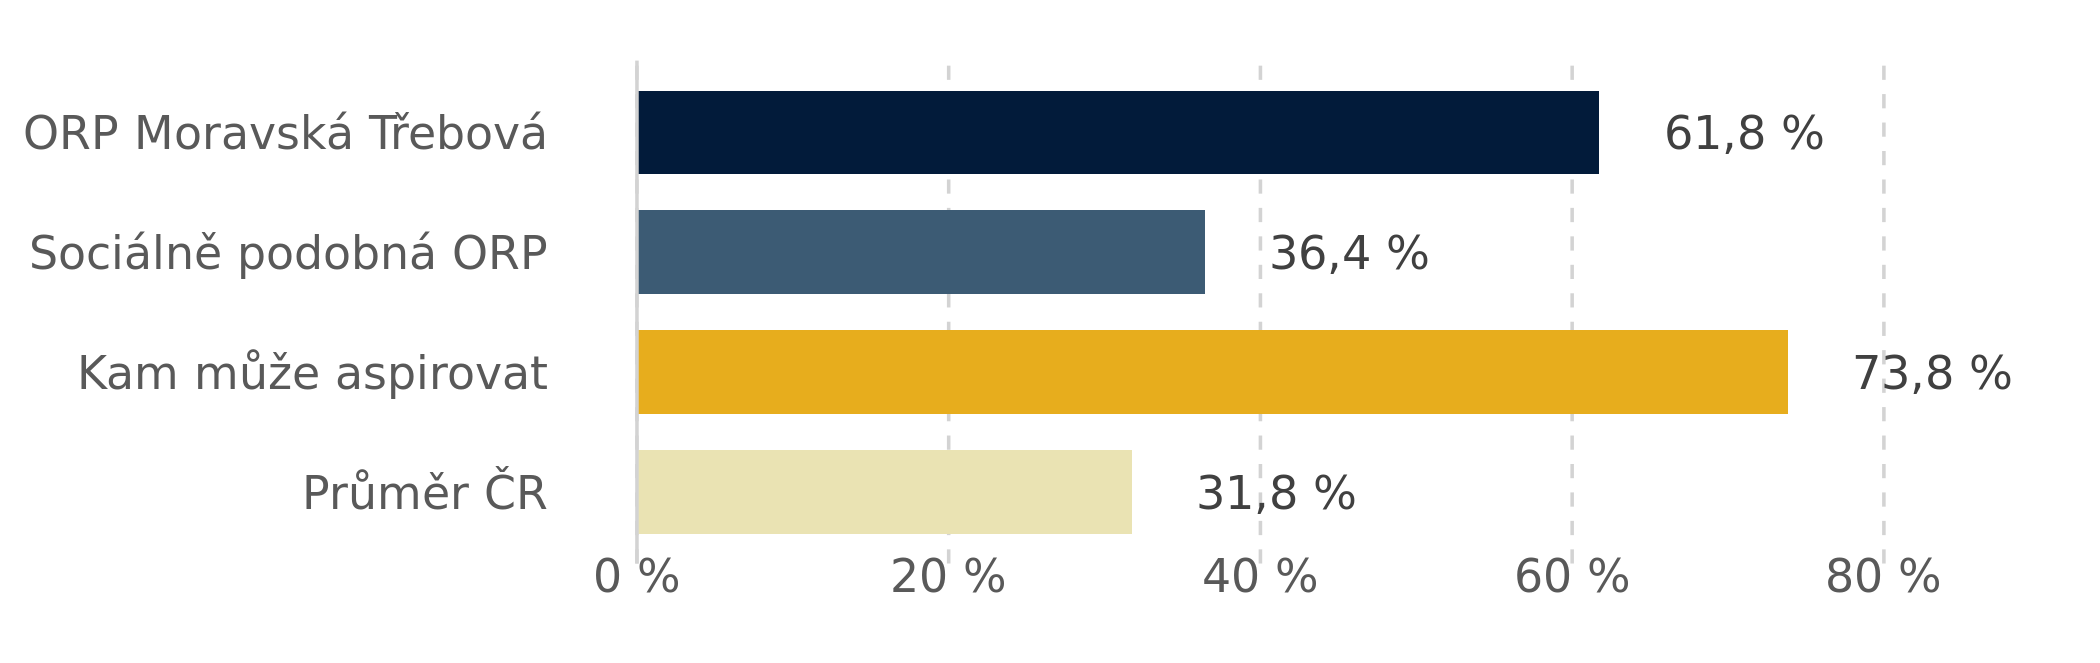 ORP Moravská Třebová 61,8 %
Sociálně podobná ORP 36,4 %
Kam může aspirovat 73,8 %
Průměr ČR 31,8 %
0 % 20 % 40 % 60 % 80 %